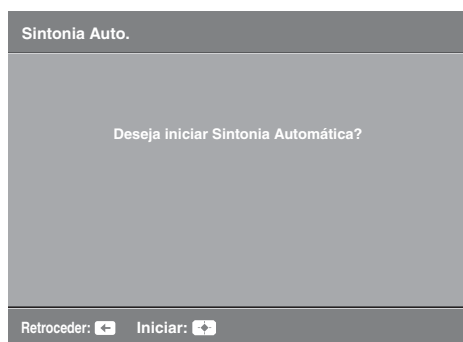 Sintonia Auto.
Deseja iniciar Sintonia Automática?
Retroceder: Iniciar: